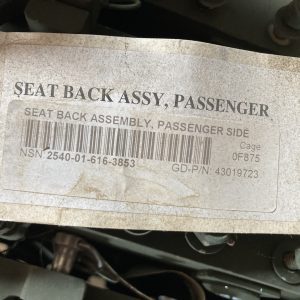 SEAT BACK ASSY, PASSENGER
SEAT BACK ASSEMBLY, PASSENGER SIDE
Cage
0F875
NSN: 2540-01-616-3853
GD-P/N: 43019723